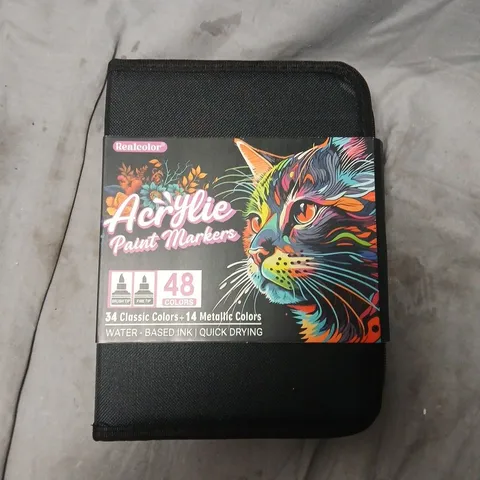 Realcolor
Acrylic
Paint Markers
48
COLORS
34 Classic Colors+14 Metallic Colors
WATER-BASED INK | QUICK DRYING